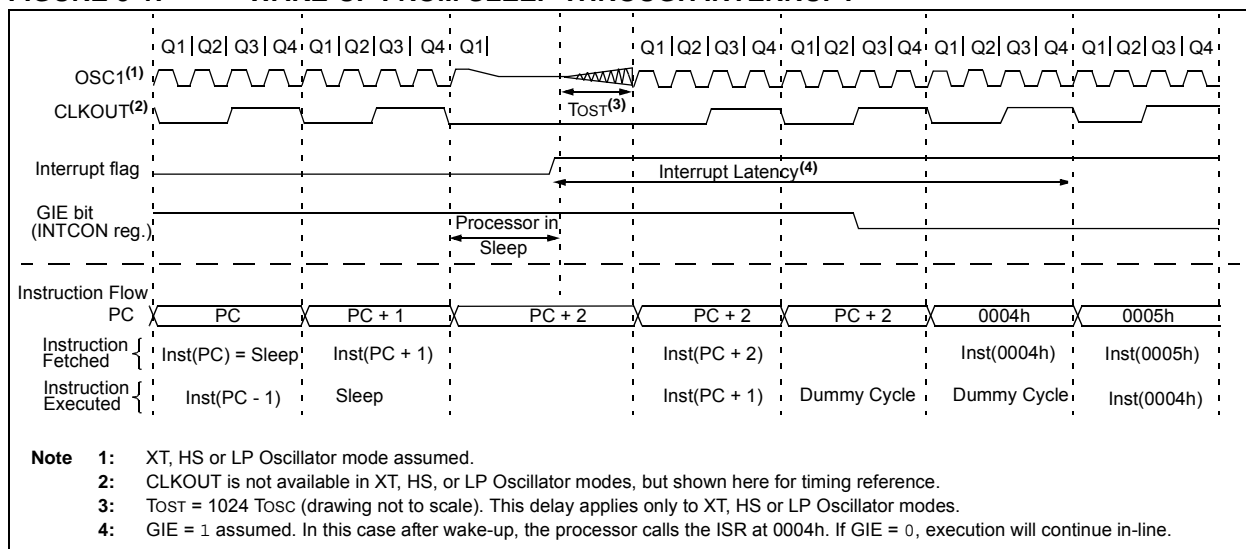 Q1 Q2 Q3 Q4 Q1 Q2 Q3 Q4 Q1 Q1 Q2 Q3 Q4 Q1 Q2 Q3 Q4 Q1 Q2 Q3 Q4 Q1 Q2 Q3 Q4
OSC1(1)
TOST(3)
CLKOUT(2)
Interrupt flag
Interrupt Latency(4)
GIE bit
(INTCON reg.)
Processor in
Sleep
Instruction Flow
PC PC PC + 1 PC + 2 PC + 2 PC + 2 0004h 0005h
Instruction
Fetched { Inst(PC) = Sleep Inst(PC + 1) Inst(PC + 2) Inst(0004h) Inst(0005h)
Instruction
Executed { Inst(PC - 1) Sleep Inst(PC + 1) Dummy Cycle Dummy Cycle Inst(0004h)
Note 1: XT, HS or LP Oscillator mode assumed.
2: CLKOUT is not available in XT, HS, or LP Oscillator modes, but shown here for timing reference.
3: TOST = 1024 TOSC (drawing not to scale). This delay applies only to XT, HS or LP Oscillator modes.
4: GIE = 1 assumed. In this case after wake-up, the processor calls the ISR at 0004h. If GIE = 0, execution will continue in-line.